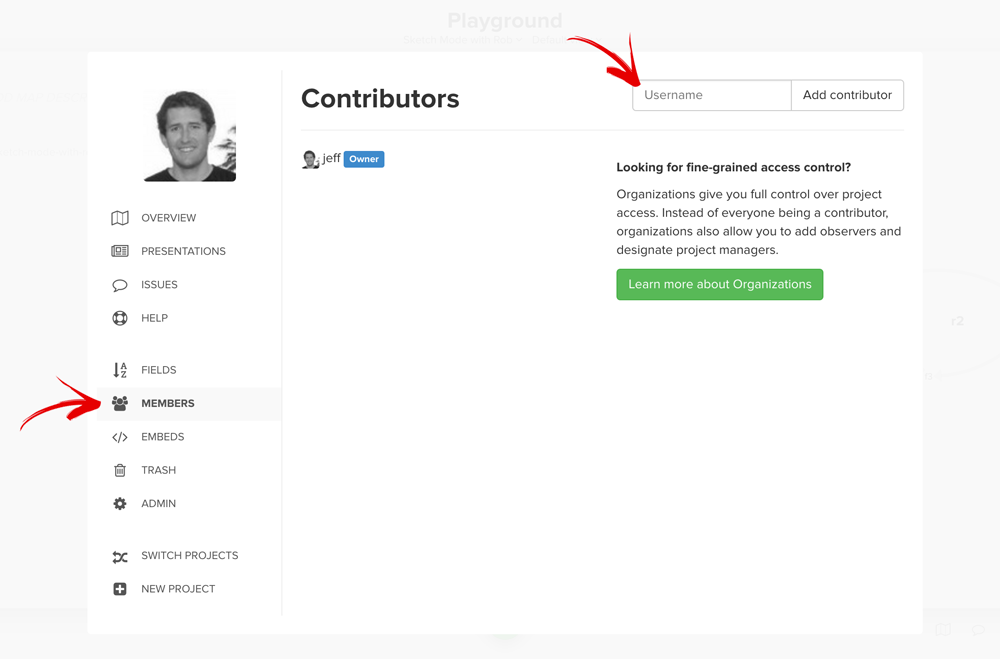 Playground
Contributors
Username
Add contributor
jeff Owner
Looking for fine-grained access control?
Organizations give you full control over project
access. Instead of everyone being a contributor,
organizations also allow you to add observers and
designate project managers.
Learn more about Organizations
OVERVIEW
PRESENTATIONS
ISSUES
HELP
FIELDS
MEMBERS
EMBEDS
TRASH
ADMIN
SWITCH PROJECTS
NEW PROJECT
r2